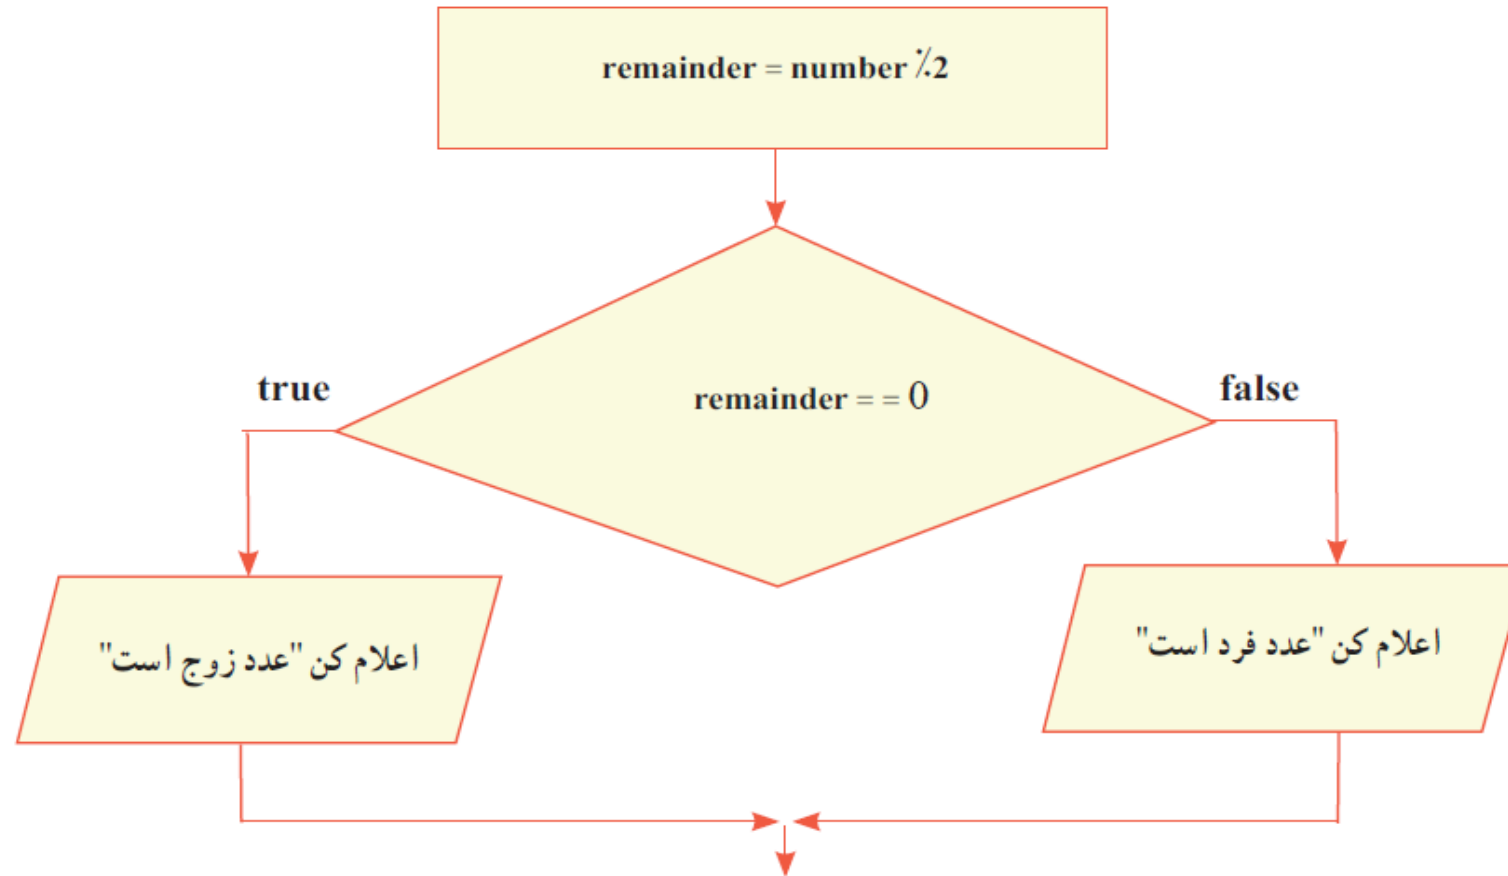 remainder = number ٪2
true
remainder = = 0
false
اعلام کن "عدد زوج است"
اعلام کن "عدد فرد است"